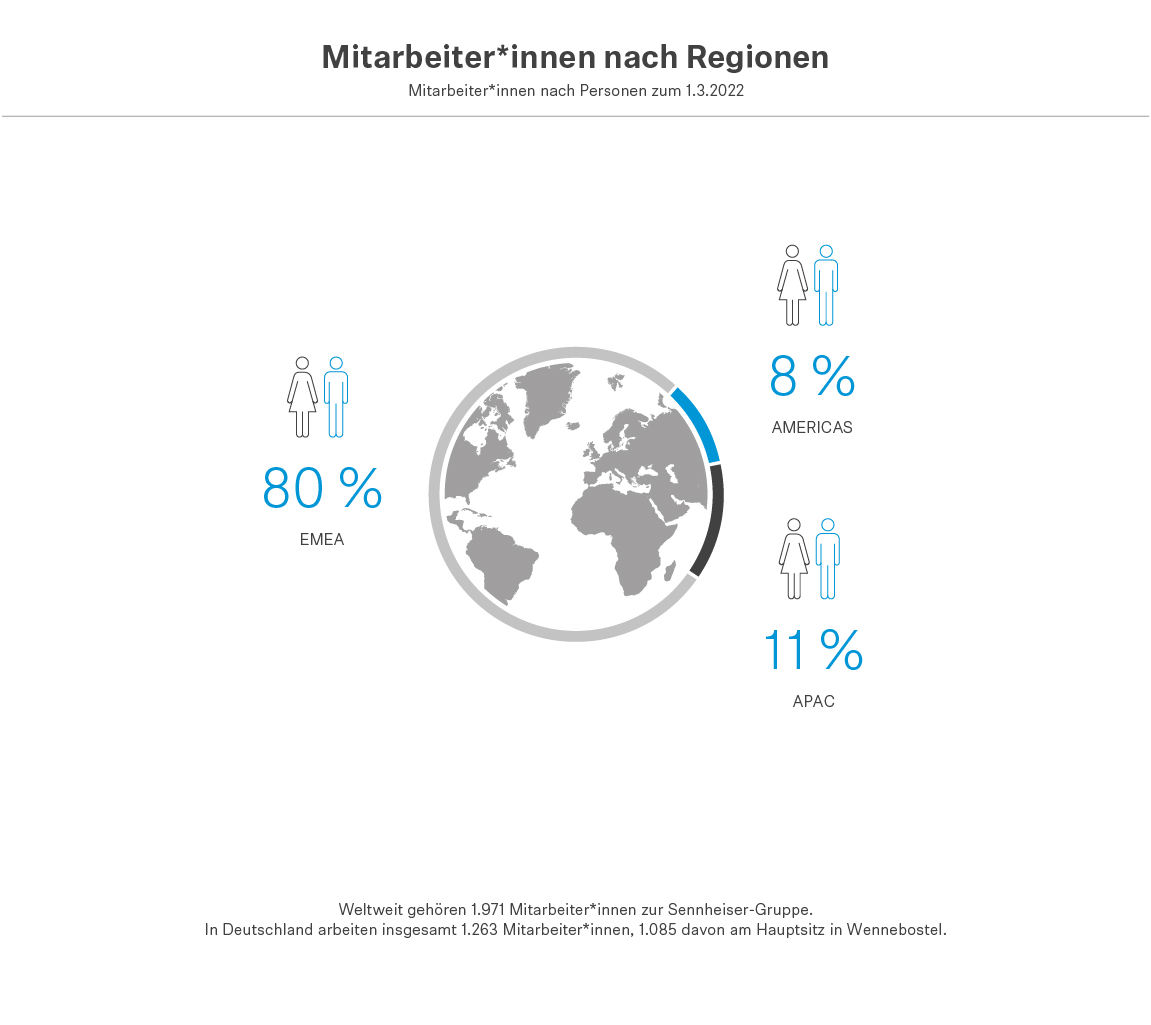 Mitarbeiter*innen nach Regionen
Mitarbeiter*innen nach Personen zum 1.3.2022
8 %
AMERICAS
80 %
EMEA
11 %
APAC
Weltweit gehören 1.971 Mitarbeiter*innen zur Sennheiser-Gruppe.
In Deutschland arbeiten insgesamt 1.263 Mitarbeiter*innen, 1.085 davon am Hauptsitz in Wennebostel.